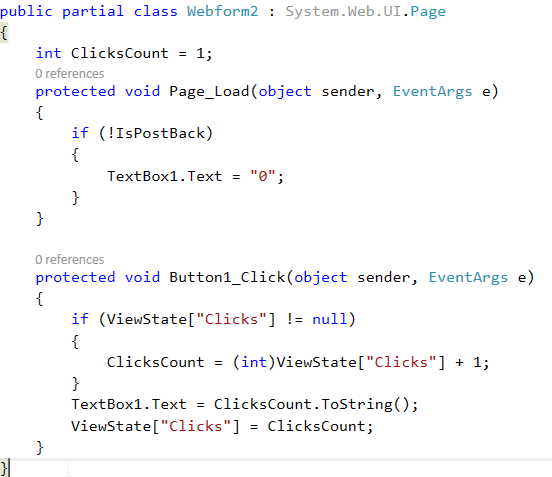 public partial class Webform2 : System.Web.UI.Page
{
int ClicksCount = 1;
0 references
protected void Page_Load(object sender, EventArgs e)
{
if (!IsPostBack)
{
TextBox1.Text = "0";
}
}
0 references
protected void Button1_Click(object sender, EventArgs e)
{
if (ViewState["Clicks"] != null)
{
ClicksCount = (int)ViewState["Clicks"] + 1;
}
TextBox1.Text = ClicksCount.ToString();
ViewState["Clicks"] = ClicksCount;
}
}